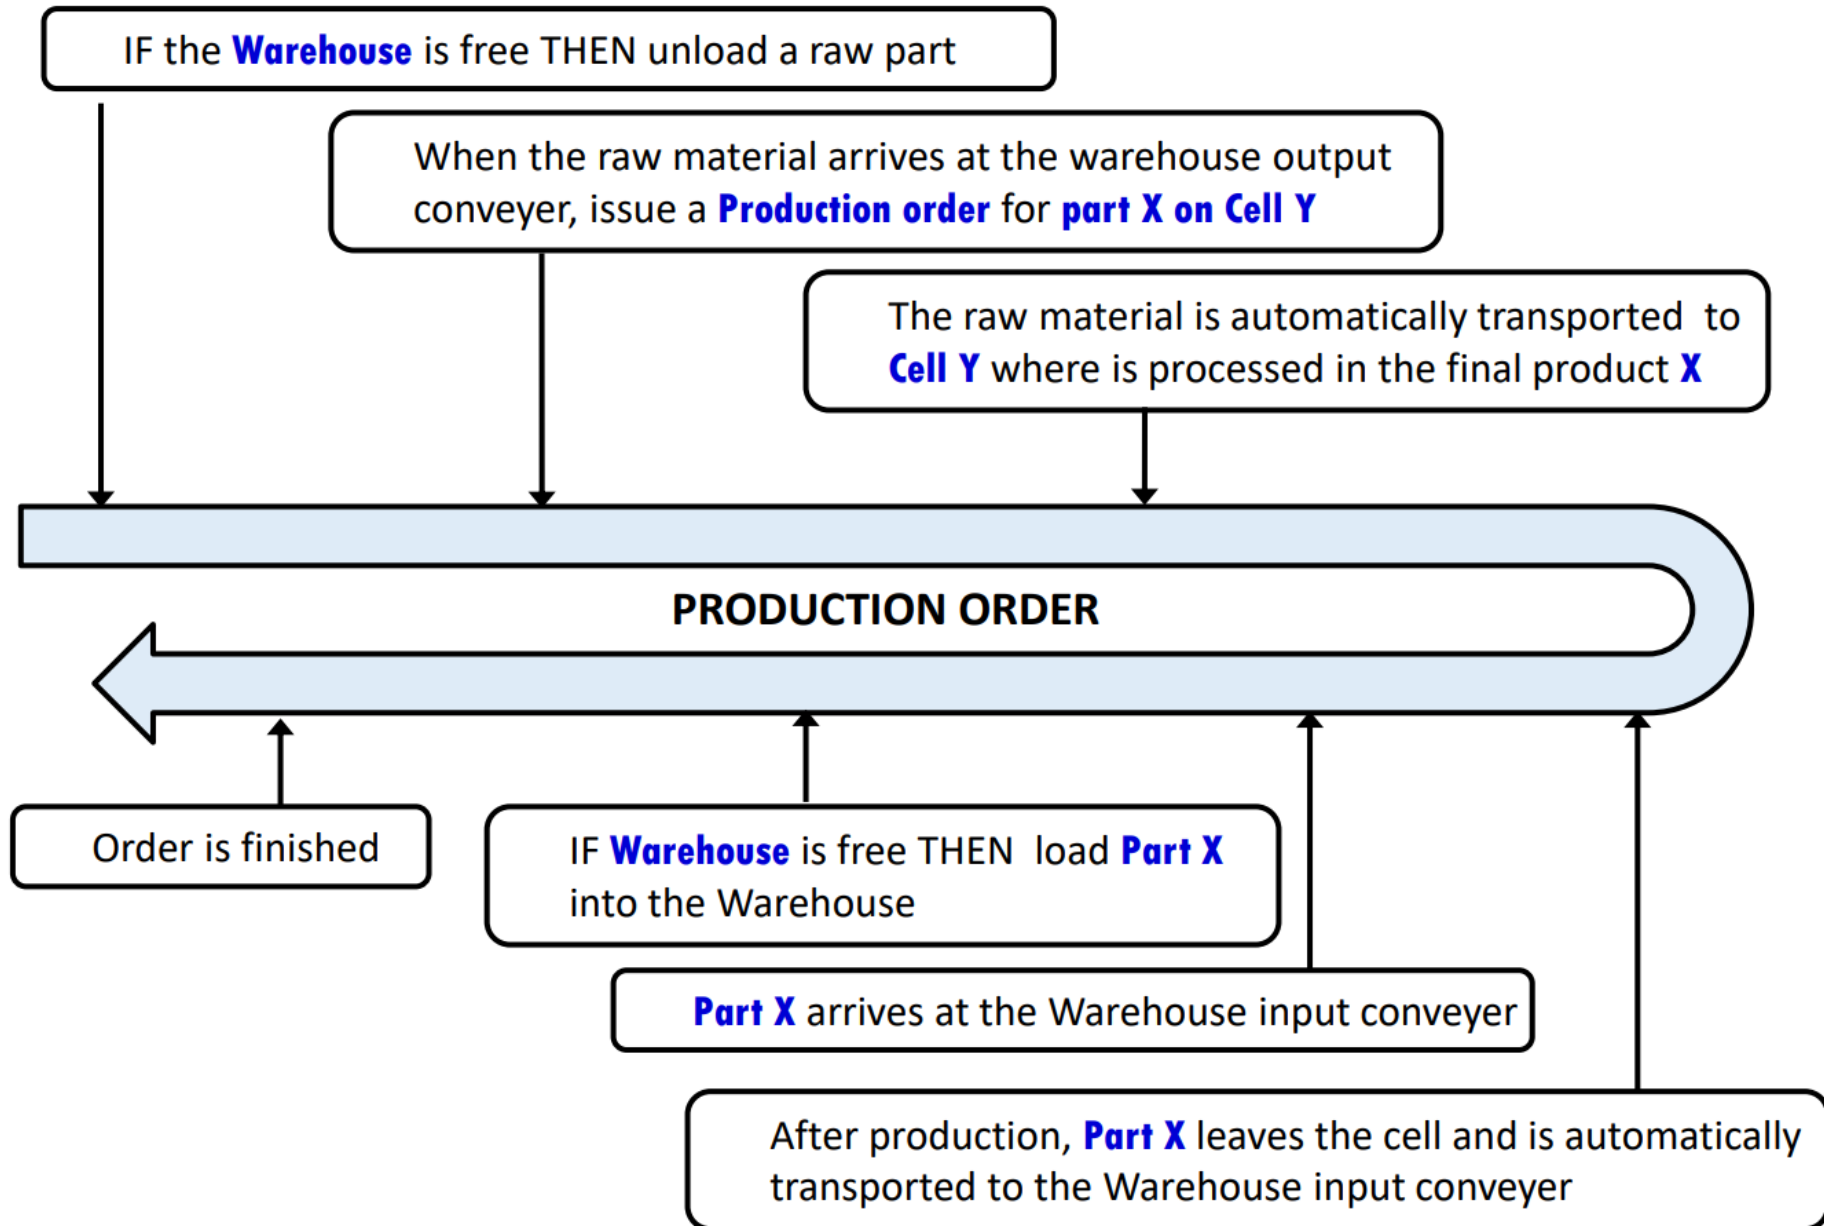 IF the Warehouse is free THEN unload a raw part
When the raw material arrives at the warehouse output
conveyer, issue a Production order for part X on Cell Y
The raw material is automatically transported to
Cell Y where is processed in the final product X
PRODUCTION ORDER
Order is finished
IF Warehouse is free THEN load Part X
into the Warehouse
Part X arrives at the Warehouse input conveyer
After production, Part X leaves the cell and is automatically
transported to the Warehouse input conveyer